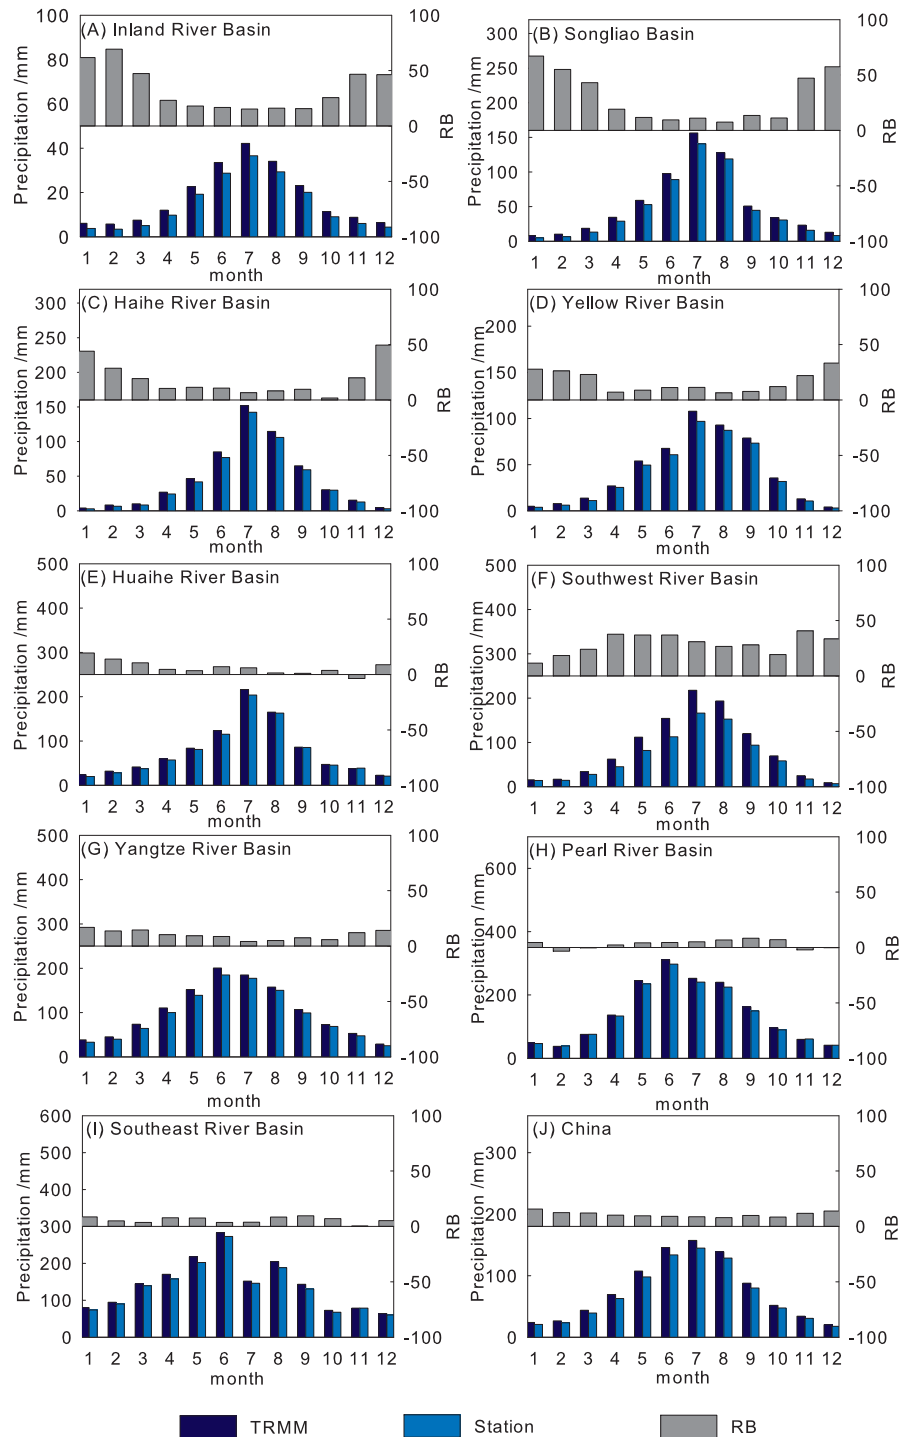 (A) Inland River Basin
100
80
60
40
20
0
Precipitation /mm
100
50
0
-50
-100
RB
1 2 3 4 5 6 7 8 9 10 11 12
month
(B) Songliao Basin
300
250
200
150
100
50
0
Precipitation /mm
100
50
0
-50
-100
RB
1 2 3 4 5 6 7 8 9 10 11 12
month
(C) Haihe River Basin
300
250
200
150
100
50
0
Precipitation /mm
100
50
0
-50
-100
RB
1 2 3 4 5 6 7 8 9 10 11 12
month
(D) Yellow River Basin
200
150
100
50
0
Precipitation /mm
100
50
0
-50
-100
RB
1 2 3 4 5 6 7 8 9 10 11 12
month
(E) Huaihe River Basin
500
400
300
200
100
0
Precipitation /mm
100
50
0
-50
-100
RB
1 2 3 4 5 6 7 8 9 10 11 12
month
(F) Southwest River Basin
500
400
300
200
100
0
Precipitation /mm
100
50
0
-50
-100
RB
1 2 3 4 5 6 7 8 9 10 11 12
month
(G) Yangtze River Basin
500
400
300
200
100
0
Precipitation /mm
100
50
0
-50
-100
RB
1 2 3 4 5 6 7 8 9 10 11 12
month
(H) Pearl River Basin
600
400
200
0
Precipitation /mm
100
50
0
-50
-100
RB
1 2 3 4 5 6 7 8 9 10 11 12
month
(I) Southeast River Basin
600
500
400
300
200
100
0
Precipitation /mm
100
50
0
-50
-100
RB
1 2 3 4 5 6 7 8 9 10 11 12
month
(J) China
300
200
100
0
Precipitation /mm
100
50
0
-50
-100
RB
1 2 3 4 5 6 7 8 9 10 11 12
month
TRMM Station RB